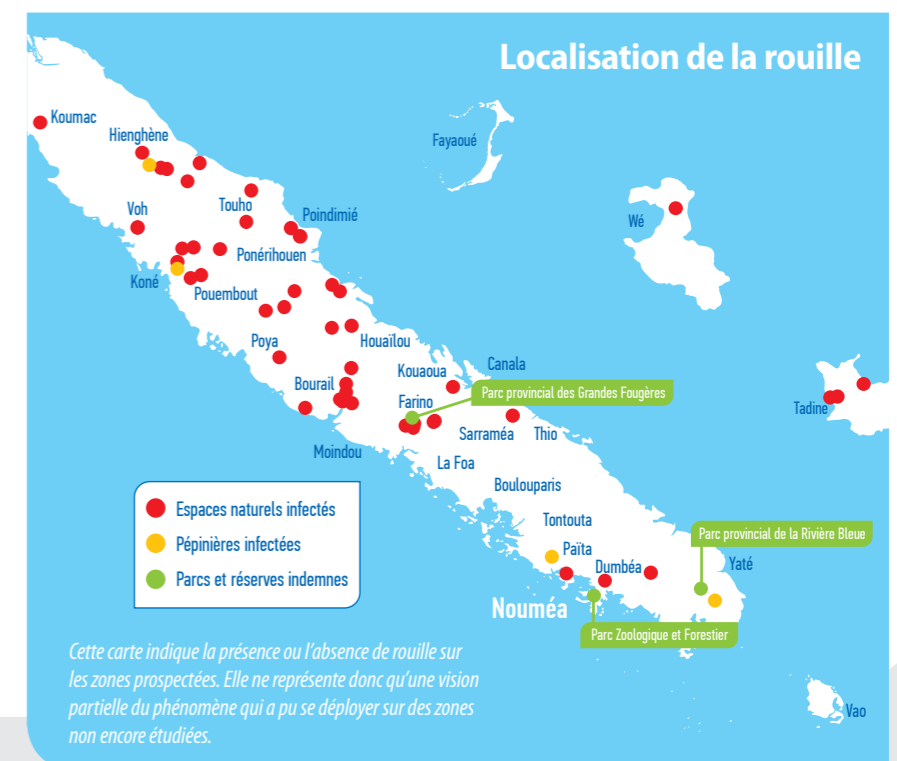 Localisation de la rouille
Koumac
Hienghène
Fayaoué
Voh
Touho
Poindimié
Wé
Ponérihouen
Koné
Pouembout
Poya
Houaïlou
Kouaoua
Canala
Bourail
Farino
Parc provincial des Grandes Fougères
Tadine
Sarraméa
Thio
Moindou
La Foa
Boulouparis
Espaces naturels infectés
Pépinières infectées
Parcs et réserves indemnes
Tontouta
Païta
Parc provincial de la Rivière Bleue
Dumbéa
Yaté
Nouméa
Parc Zoologique et Forestier
Cette carte indique la présence ou l'absence de rouille sur
les zones prospectées. Elle ne représente donc qu'une vision
partielle du phénomène qui a pu se déployer sur des zones
non encore étudiées.
Vao